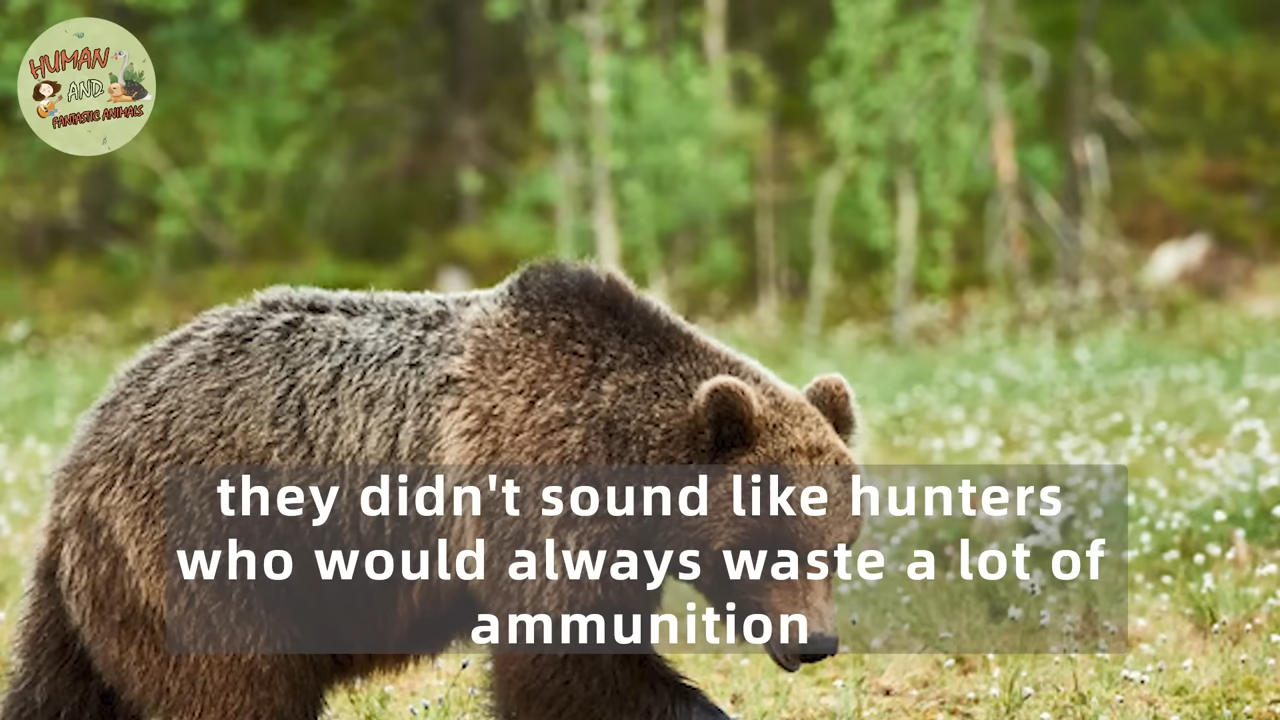 HUMAN
AND
FANTASTIC ANIMALS
they didn't sound like hunters
who would always waste a lot of
ammunition